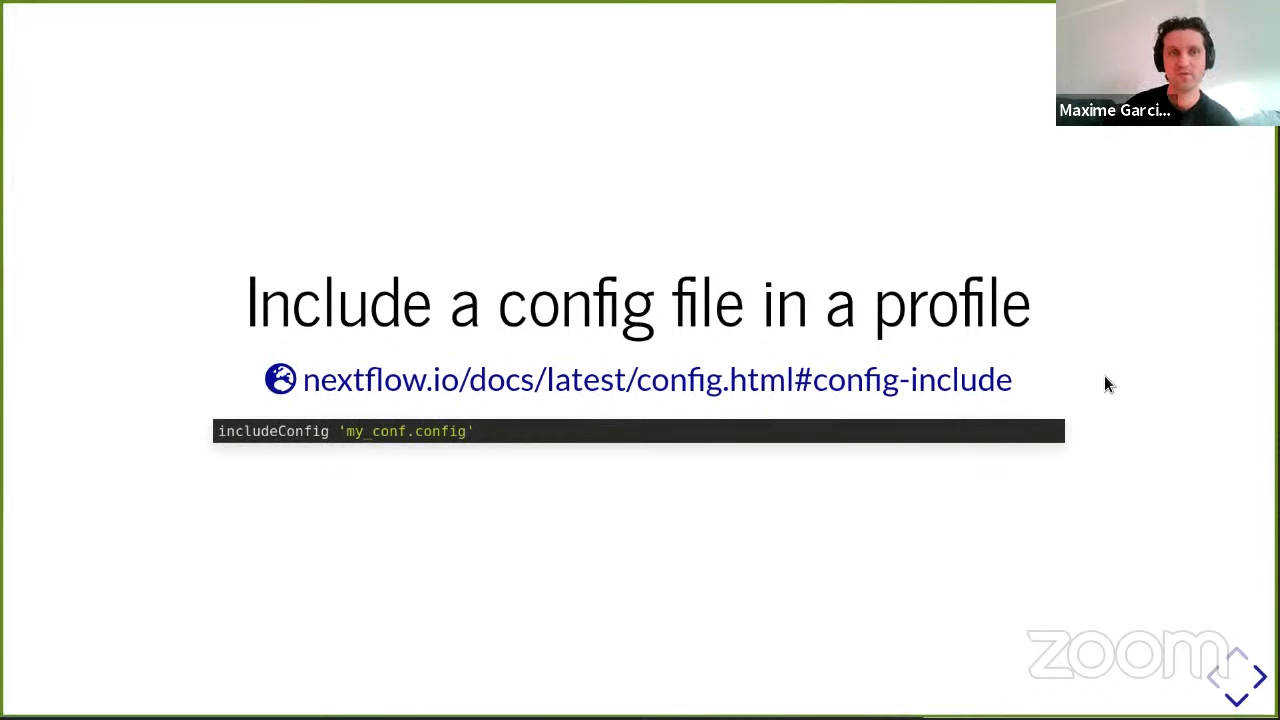 Maxime Garci...
Include a config file in a profile
nextflow.io/docs/latest/config.html#config-include
includeConfig 'my_conf.config'
zoom